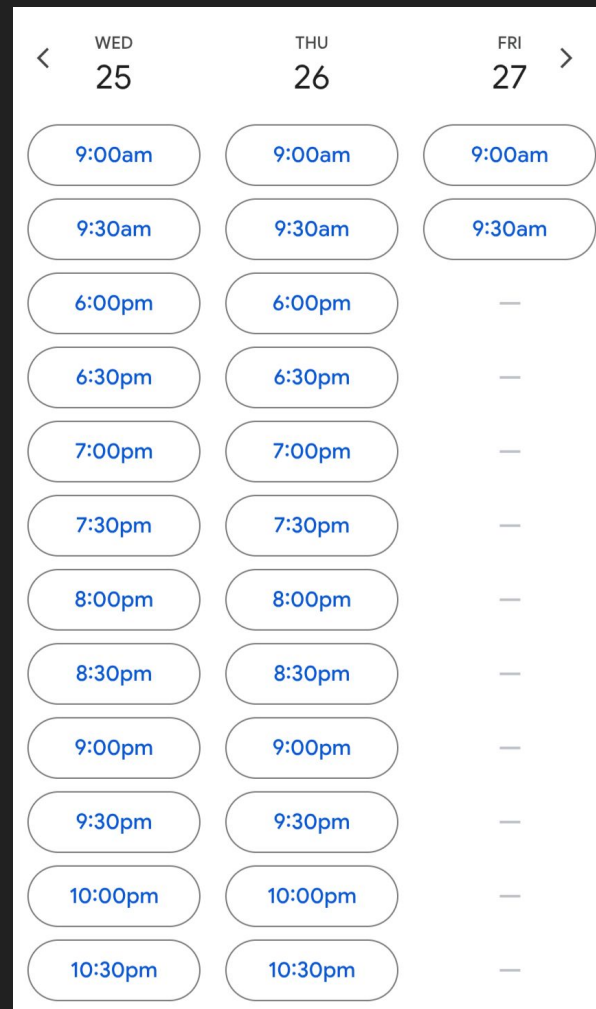 WED THU FRI
25 26 27
9:00am 9:00am 9:00am
9:30am 9:30am 9:30am
6:00pm 6:00pm —
6:30pm 6:30pm —
7:00pm 7:00pm —
7:30pm 7:30pm —
8:00pm 8:00pm —
8:30pm 8:30pm —
9:00pm 9:00pm —
9:30pm 9:30pm —
10:00pm 10:00pm —
10:30pm 10:30pm —